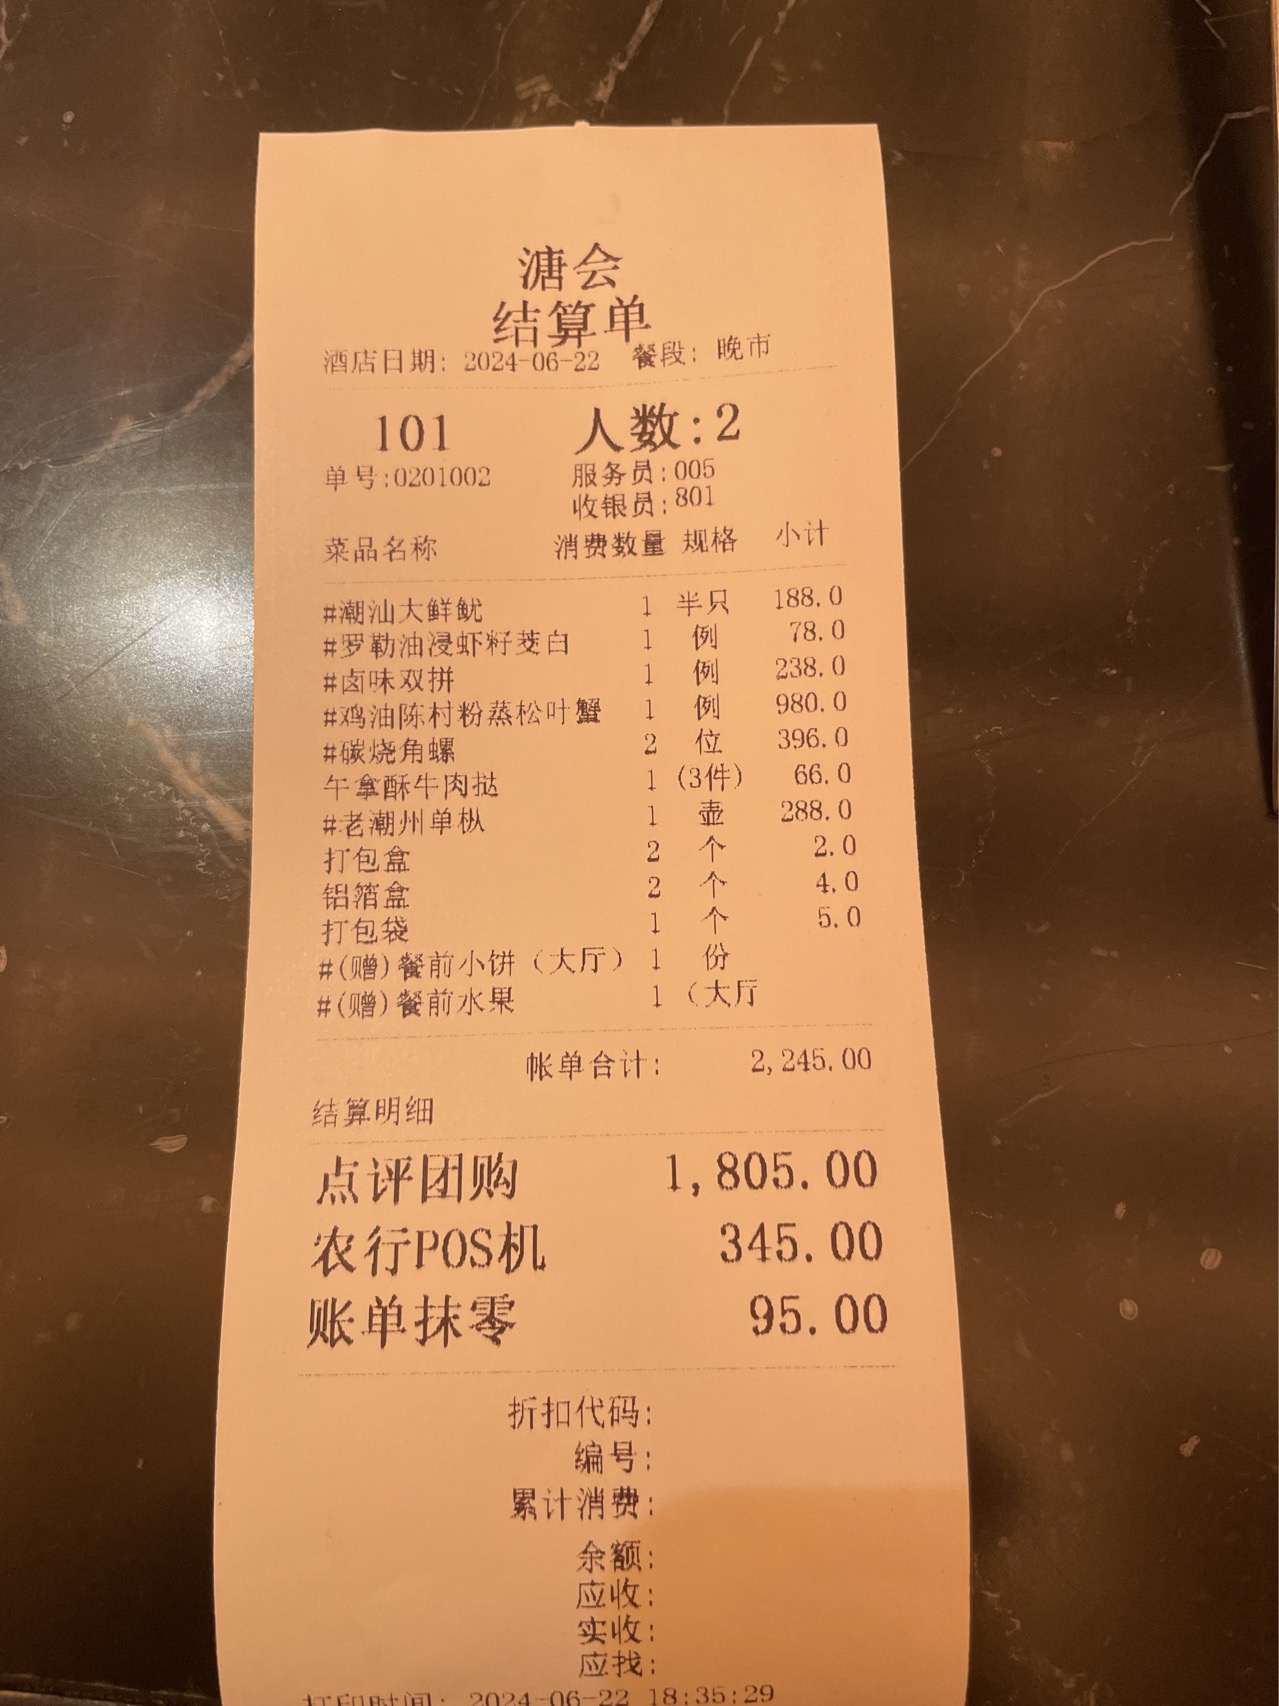 溏会
结算单
酒店日期: 2024-06-22 餐段: 晚市
101 人数:2
单号:0201002 服务员:005
收银员:801
菜品名称 消费数量 规格 小计
#潮汕大鲜鱿 1 半只 188.0
#罗勒油浸虾籽茭白 1 例 78.0
#卤味双拼 1 例 238.0
#鸡油陈村粉蒸松叶蟹 1 例 980.0
#碳烧角螺 2 位 396.0
午拿酥牛肉挞 1 (3件) 66.0
#老潮州单枞 1 壶 288.0
打包盒 2 个 2.0
铝箔盒 2 个 4.0
打包袋 1 个 5.0
#(赠)餐前小饼（大厅） 1 份
#(赠)餐前水果 1 （大厅
帐单合计: 2,245.00
结算明细
点评团购 1,805.00
农行POS机 345.00
账单抹零 95.00
折扣代码:
编号:
累计消费:
余额:
应收:
实收:
应找:
打印时间: 2024-06-22 18:35:29